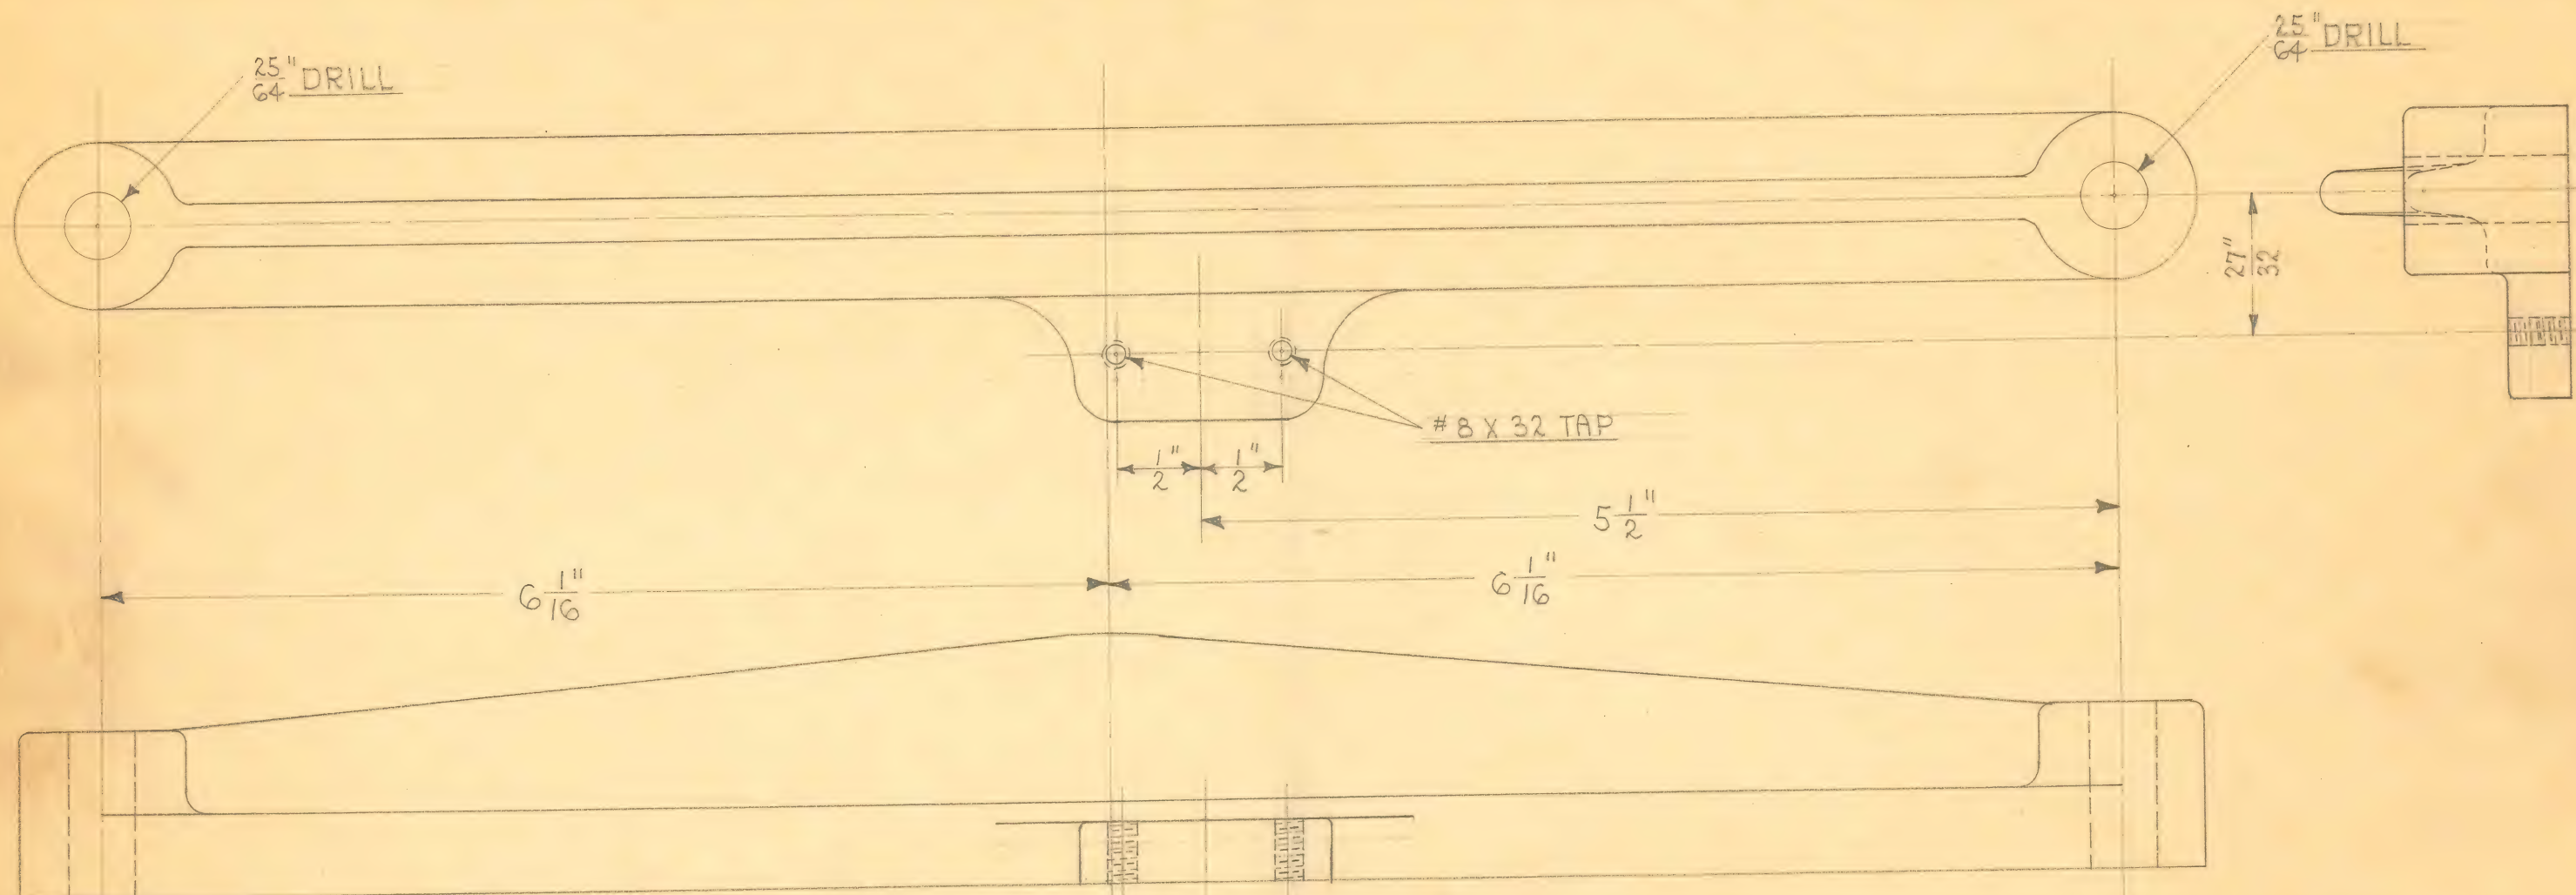 25/64" DRILL
25/64" DRILL
27"/32
# 8 X 32 TAP
1/2" 1/2"
5 1/2"
6 1/16" 6 1/16"